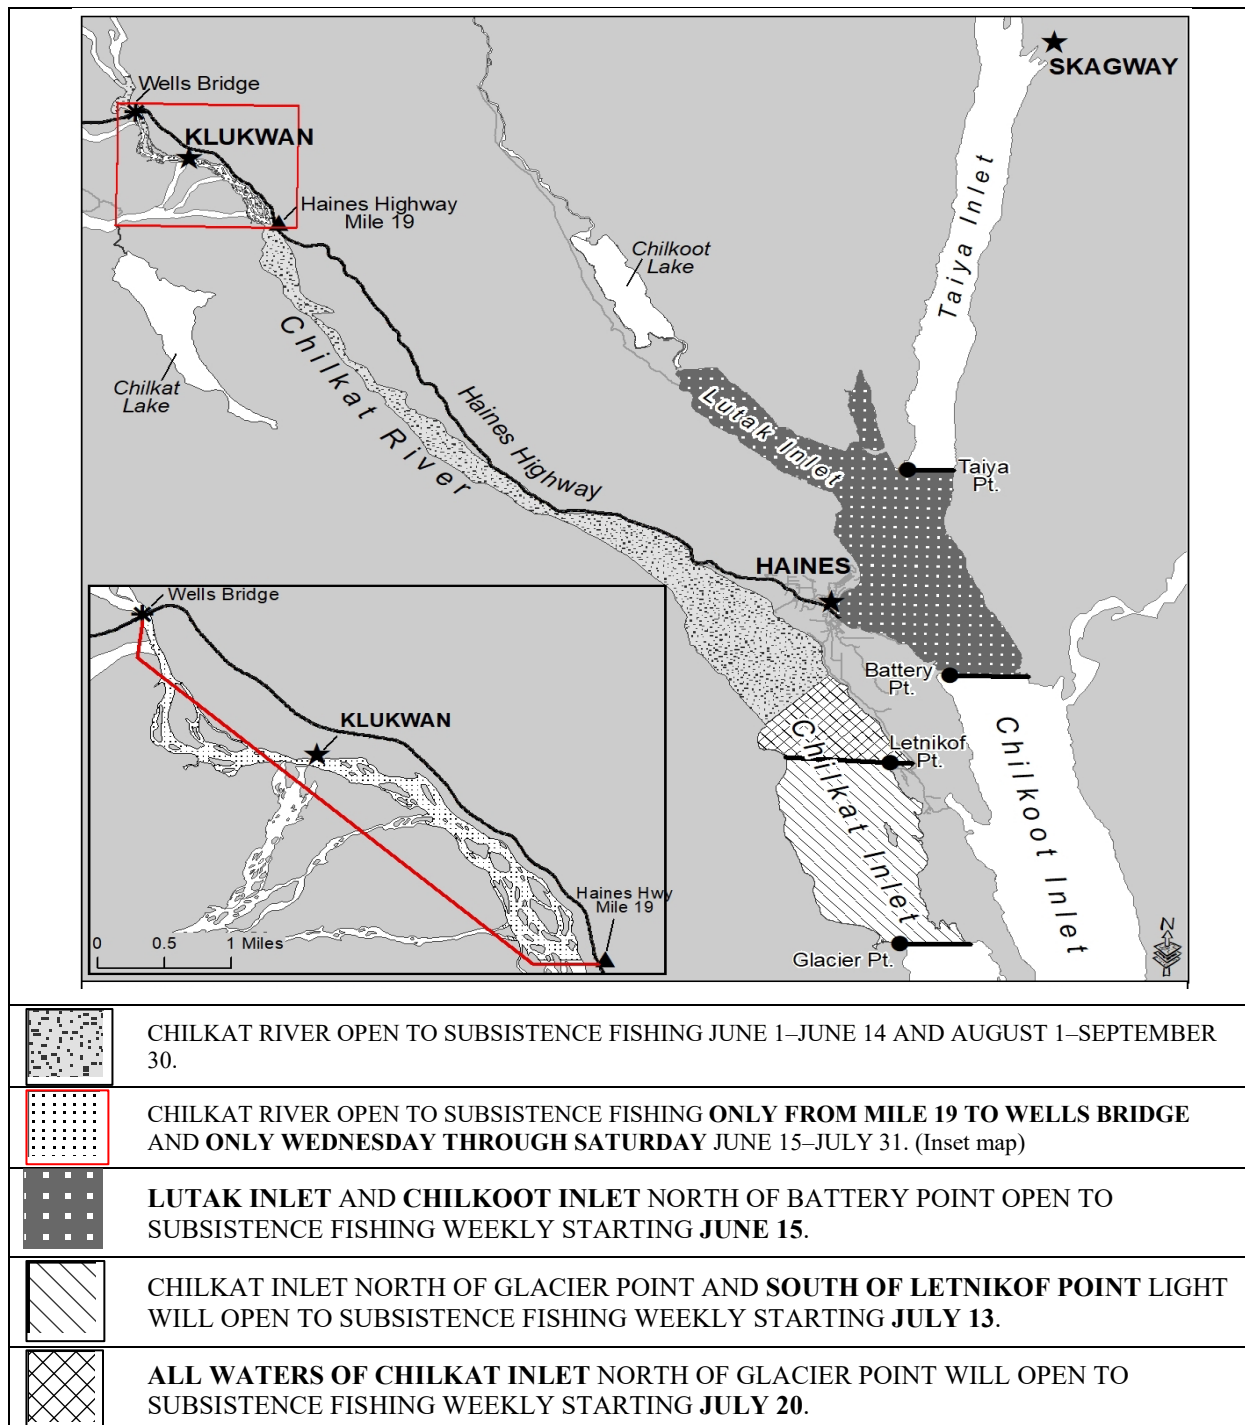 SKAGWAY
Wells Bridge
KLUKWAN
Haines Highway
Mile 19
Taiya Inlet
Chilkoot
Lake
Chilkat
Lake
Chilkat River
Haines Highway
Lutak Inlet
Taiya
Pt.
HAINES
Battery
Pt.
Letnikof
Pt.
Chilkat Inlet
Chilkoot Inlet
Glacier Pt.
N
Wells Bridge
KLUKWAN
Haines Hwy
Mile 19
0 0.5 1 Miles
CHILKAT RIVER OPEN TO SUBSISTENCE FISHING JUNE 1–JUNE 14 AND AUGUST 1–SEPTEMBER
30.
CHILKAT RIVER OPEN TO SUBSISTENCE FISHING ONLY FROM MILE 19 TO WELLS BRIDGE
AND ONLY WEDNESDAY THROUGH SATURDAY JUNE 15–JULY 31. (Inset map)
LUTAK INLET AND CHILKOOT INLET NORTH OF BATTERY POINT OPEN TO
SUBSISTENCE FISHING WEEKLY STARTING JUNE 15.
CHILKAT INLET NORTH OF GLACIER POINT AND SOUTH OF LETNIKOF POINT LIGHT
WILL OPEN TO SUBSISTENCE FISHING WEEKLY STARTING JULY 13.
ALL WATERS OF CHILKAT INLET NORTH OF GLACIER POINT WILL OPEN TO
SUBSISTENCE FISHING WEEKLY STARTING JULY 20.